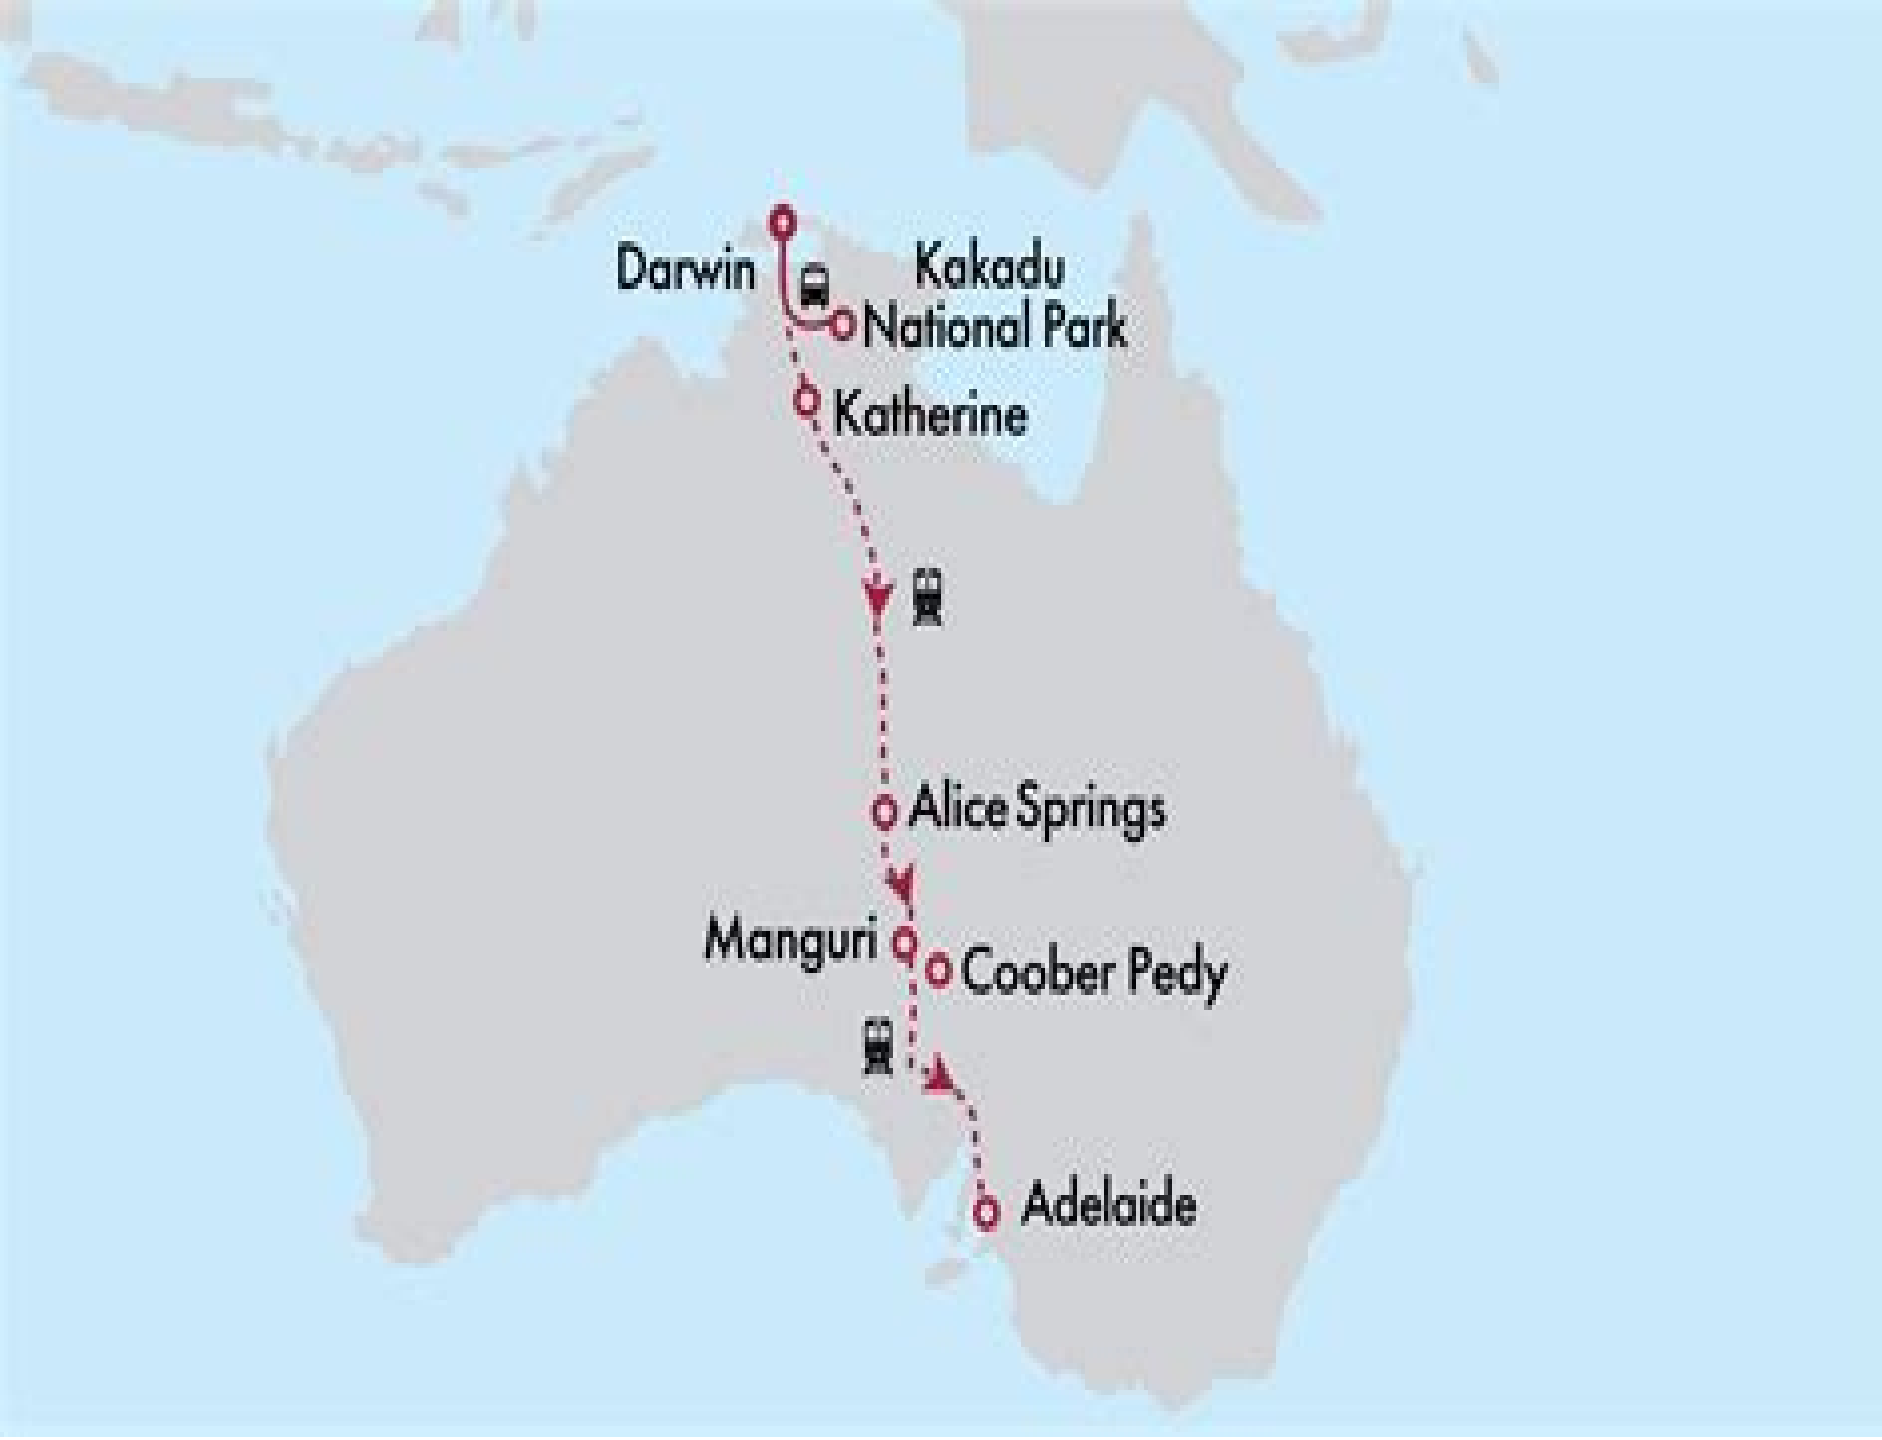 Darwin
Kakadu
National Park
Katherine
Alice Springs
Manguri
Coober Pedy
Adelaide